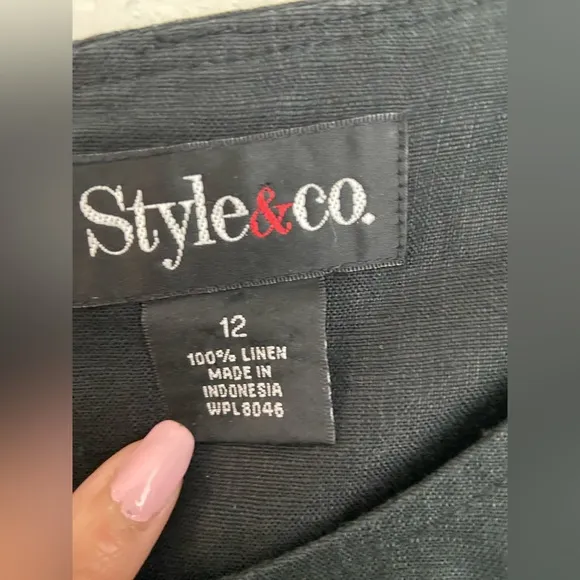 Style&co.
12
100% LINEN
MADE IN
INDONESIA
WPL8046